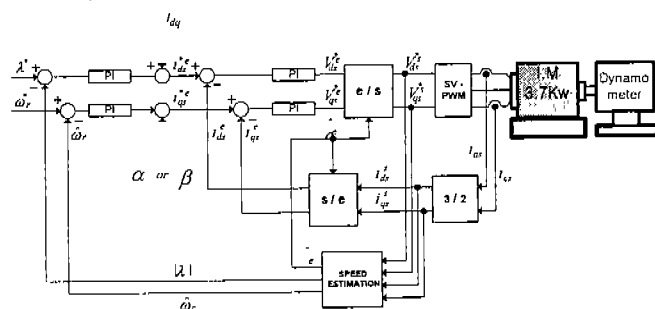 i_dq
λ* + − PI + i_ds^*e + − PI V_ds^*e e / s V_ds^*s SV - PWM I.M 3.7Kw Dynamo meter
ω_r* + − PI i_qs^*e + − PI V_qs^*e V_qs^*s
ω̂_r i_ds^e i_qs^e
α or β
s / e i_ds^s i_qs^s 3 / 2 i_as
|λ| SPEED ESTIMATION
ω̂_r